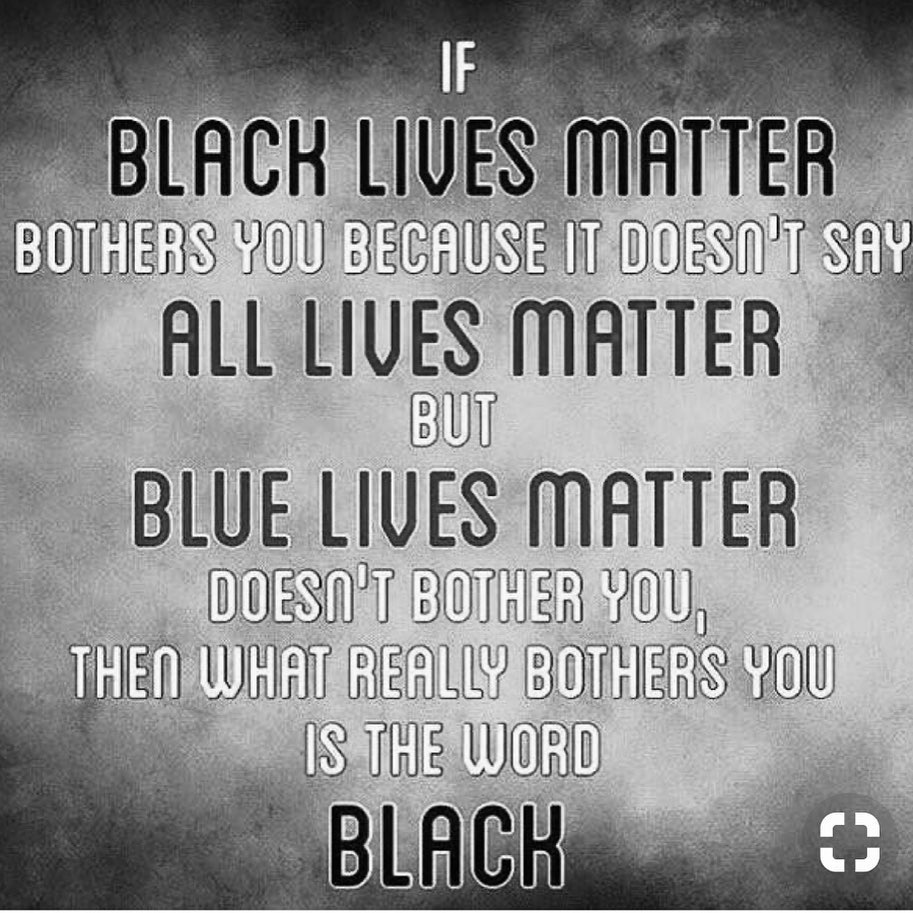 IF
BLACK LIVES MATTER
BOTHERS YOU BECAUSE IT DOESN'T SAY
ALL LIVES MATTER
BUT
BLUE LIVES MATTER
DOESN'T BOTHER YOU,
THEN WHAT REALLY BOTHERS YOU
IS THE WORD
BLACK